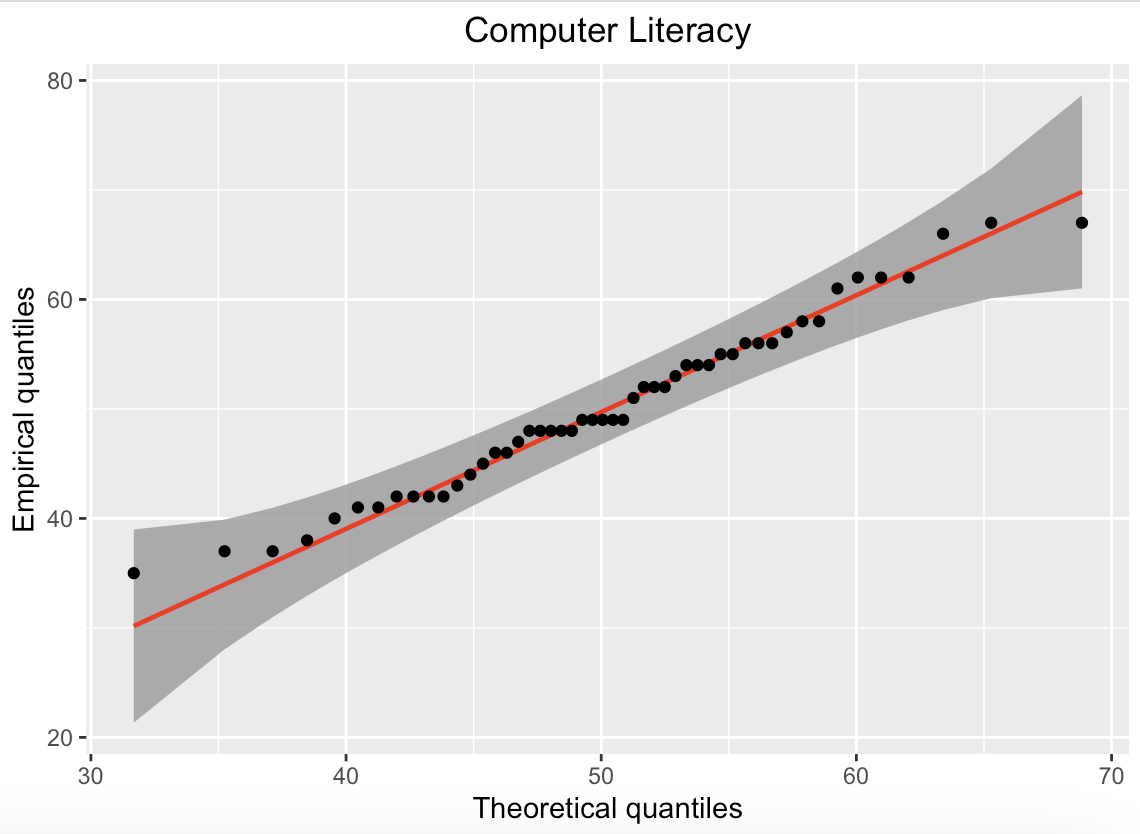 Computer Literacy
80
60
40
20
Empirical quantiles
30 40 50 60 70
Theoretical quantiles